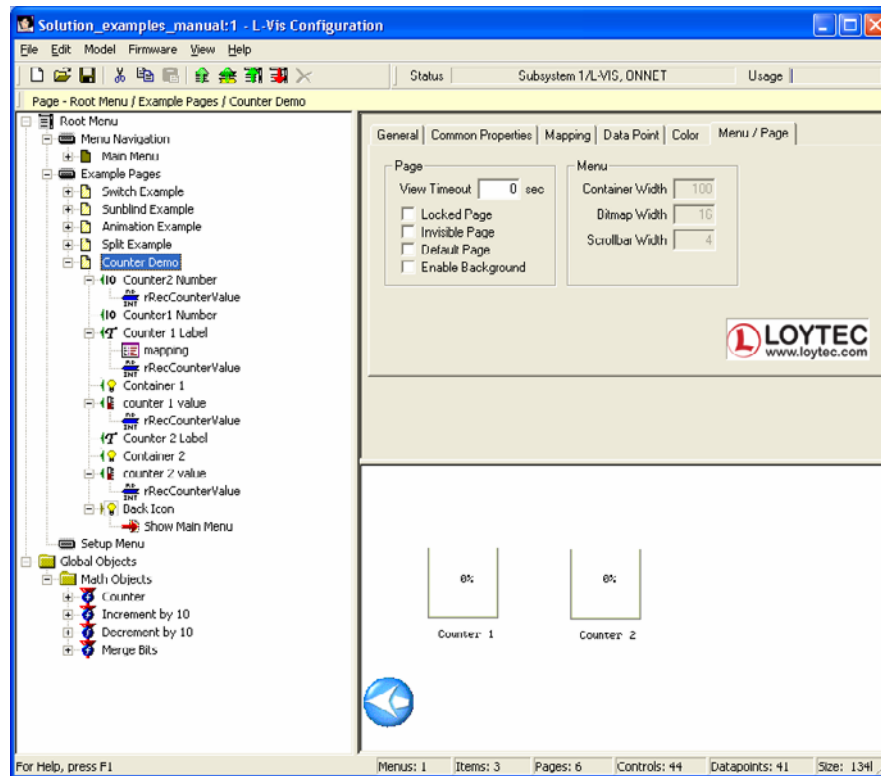 Solution_examples_manual:1 - L-Vis Configuration
File Edit Model Firmware View Help
Status Subsystem 1/L-VIS, ONNET Usage
Page - Root Menu / Example Pages / Counter Demo
Root Menu
Menu Navigation
Main Menu
Example Pages
Switch Example
Sunblind Example
Animation Example
Split Example
Counter Demo
Counter2 Number
rRecCounterValue
Counter1 Number
Counter 1 Label
mapping
rRecCounterValue
Container 1
counter 1 value
rRecCounterValue
Counter 2 Label
Container 2
counter 2 value
rRecCounterValue
Back Icon
Show Main Menu
Setup Menu
Global Objects
Math Objects
Counter
Increment by 10
Decrement by 10
Merge Bits
General Common Properties Mapping Data Point Color Menu / Page
Page
View Timeout 0 sec
Locked Page
Invisible Page
Default Page
Enable Background
Menu
Container Width 100
Bitmap Width 16
Scrollbar Width 4
L LOYTEC
www.loytec.com
0% 0%
Counter 1 Counter 2
For Help, press F1 Menus: 1 Items: 3 Pages: 6 Controls: 44 Datapoints: 41 Size: 134